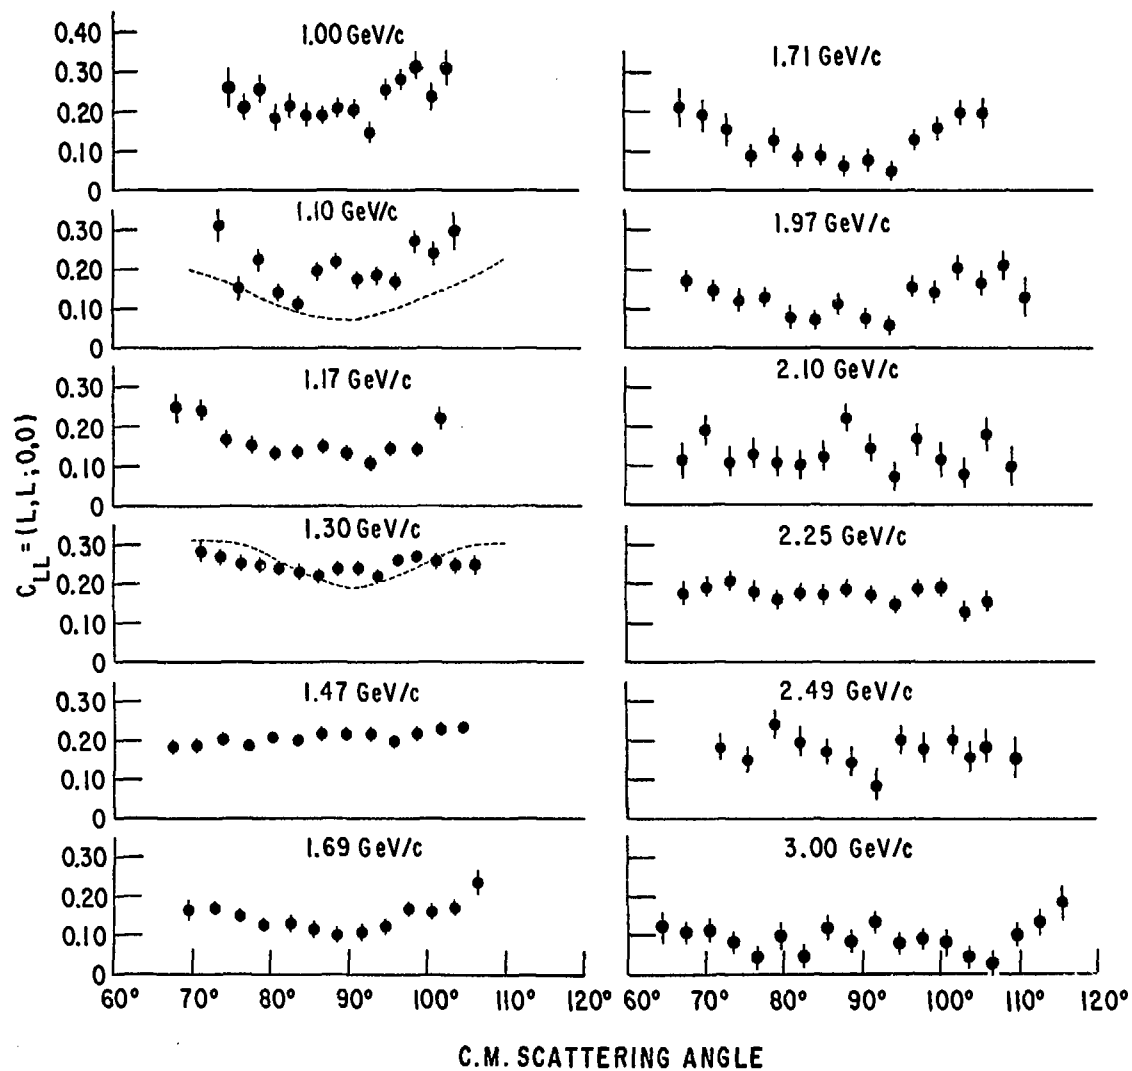 C_LL = (L,L;0,0)
1.00 GeV/c
0.40
0.30
0.20
0.10
0
1.10 GeV/c
0.30
0.20
0.10
0
1.17 GeV/c
0.30
0.20
0.10
0
1.30 GeV/c
0.30
0.20
0.10
0
1.47 GeV/c
0.30
0.20
0.10
0
1.69 GeV/c
0.30
0.20
0.10
0
60° 70° 80° 90° 100° 110° 120°
1.71 GeV/c
1.97 GeV/c
2.10 GeV/c
2.25 GeV/c
2.49 GeV/c
3.00 GeV/c
60° 70° 80° 90° 100° 110° 120°
C.M. SCATTERING ANGLE